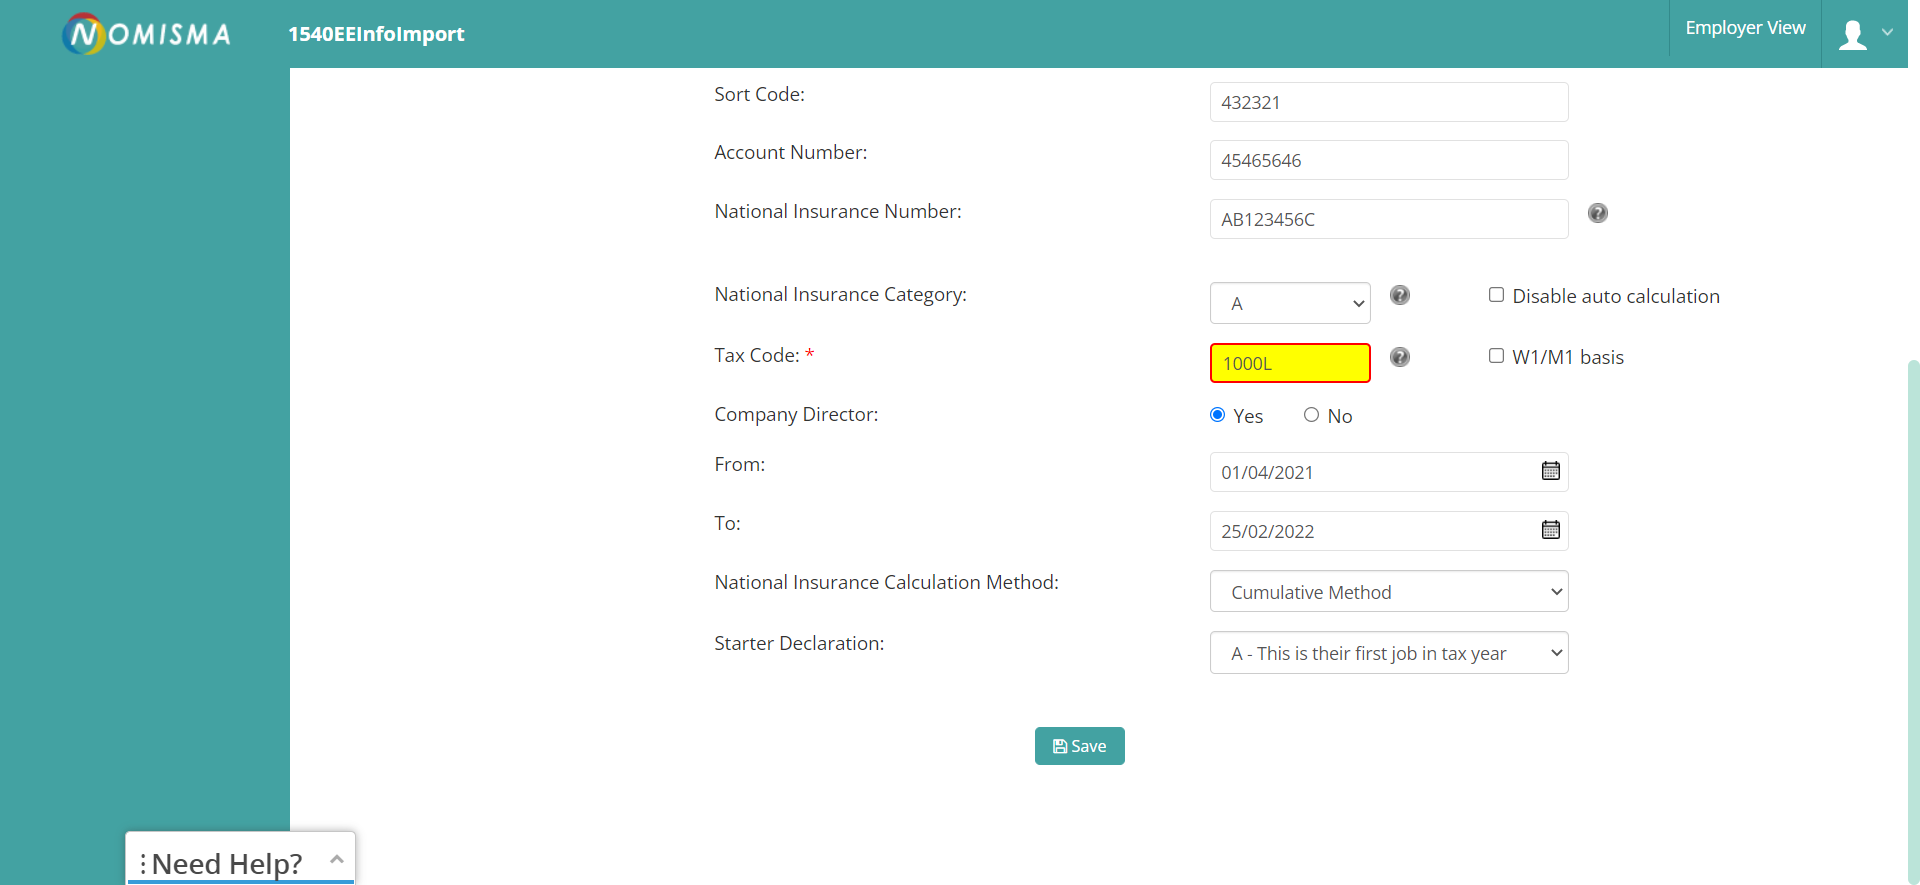 NOMISMA
1540EEInfoImport
Employer View
Sort Code:
432321
Account Number:
45465646
National Insurance Number:
AB123456C
?
National Insurance Category:
A
?
Disable auto calculation
Tax Code: *
1000L
?
W1/M1 basis
Company Director:
Yes
No
From:
01/04/2021
To:
25/02/2022
National Insurance Calculation Method:
Cumulative Method
Starter Declaration:
A - This is their first job in tax year
Save
Need Help?